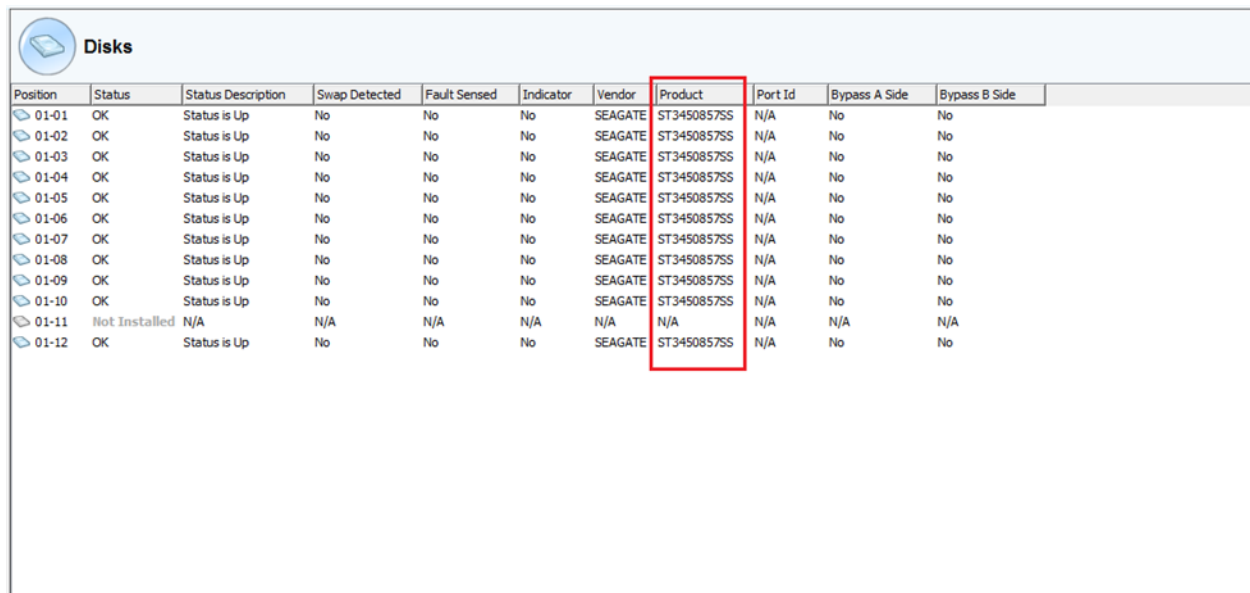 Disks
Position Status Status Description Swap Detected Fault Sensed Indicator Vendor Product Port Id Bypass A Side Bypass B Side
01-01 OK Status is Up No No No SEAGATE ST3450857SS N/A No No
01-02 OK Status is Up No No No SEAGATE ST3450857SS N/A No No
01-03 OK Status is Up No No No SEAGATE ST3450857SS N/A No No
01-04 OK Status is Up No No No SEAGATE ST3450857SS N/A No No
01-05 OK Status is Up No No No SEAGATE ST3450857SS N/A No No
01-06 OK Status is Up No No No SEAGATE ST3450857SS N/A No No
01-07 OK Status is Up No No No SEAGATE ST3450857SS N/A No No
01-08 OK Status is Up No No No SEAGATE ST3450857SS N/A No No
01-09 OK Status is Up No No No SEAGATE ST3450857SS N/A No No
01-10 OK Status is Up No No No SEAGATE ST3450857SS N/A No No
01-11 Not Installed N/A N/A N/A N/A N/A N/A N/A N/A N/A
01-12 OK Status is Up No No No SEAGATE ST3450857SS N/A No No